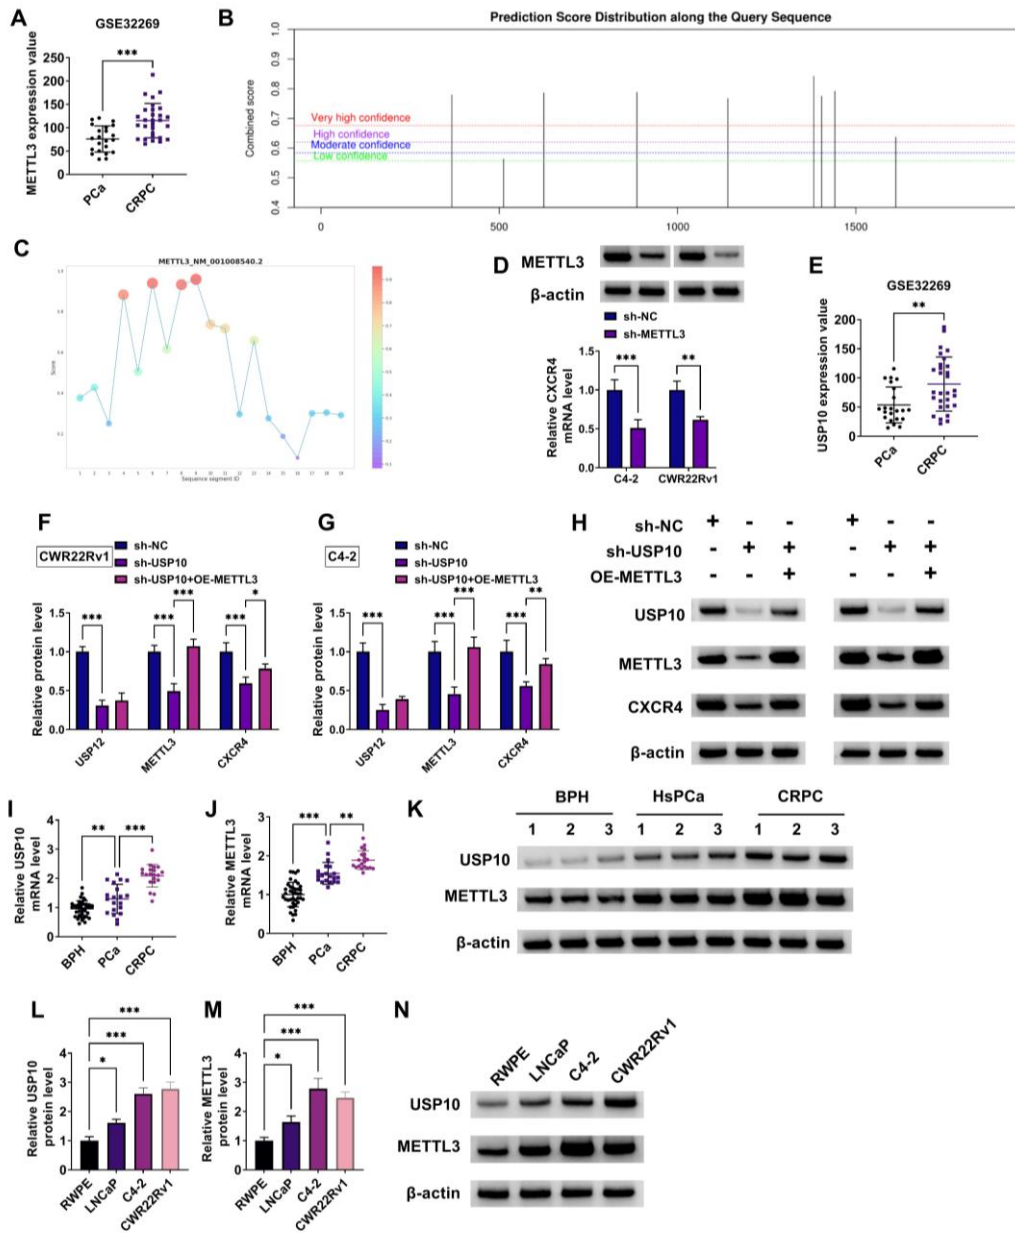 A
GSE32269
***
METTL3 expression value
250
200
150
100
50
0
PCa
CRPC
B
Prediction Score Distribution along the Query Sequence
Combined score
1.0
0.9
0.8
0.7
0.6
0.5
0.4
Very high confidence
High confidence
Moderate confidence
Low confidence
0
500
1000
1500
C
METTL3_NM_001008540.2
Score
Sequence segment ID
D
METTL3
β-actin
sh-NC
sh-METTL3
Relative CXCR4
mRNA level
1.5
1.0
0.5
0.0
***
**
C4-2
CWR22Rv1
E
GSE32269
**
USP10 expression value
200
150
100
50
0
PCa
CRPC
F
CWR22Rv1
sh-NC
sh-USP10
sh-USP10+OE-METTL3
Relative protein level
1.5
1.0
0.5
0.0
***
***
***
***
*
USP12
METTL3
CXCR4
G
C4-2
sh-NC
sh-USP10
sh-USP10+OE-METTL3
Relative protein level
1.5
1.0
0.5
0.0
***
***
***
***
**
USP12
METTL3
CXCR4
H
sh-NC + - - + - -
sh-USP10 - + + - + +
OE-METTL3 - - + - - +
USP10
METTL3
CXCR4
β-actin
I
Relative USP10
mRNA level
4
3
2
1
0
**
***
BPH
PCa
CRPC
J
Relative METTL3
mRNA level
3
2
1
0
***
**
BPH
PCa
CRPC
K
BPH HsPCa CRPC
1 2 3 1 2 3 1 2 3
USP10
METTL3
β-actin
L
Relative USP10
protein level
4
3
2
1
0
***
***
*
RWPE
LNCaP
C4-2
CWR22Rv1
M
Relative METTL3
protein level
4
3
2
1
0
***
***
*
RWPE
LNCaP
C4-2
CWR22Rv1
N
RWPE
LNCaP
C4-2
CWR22Rv1
USP10
METTL3
β-actin